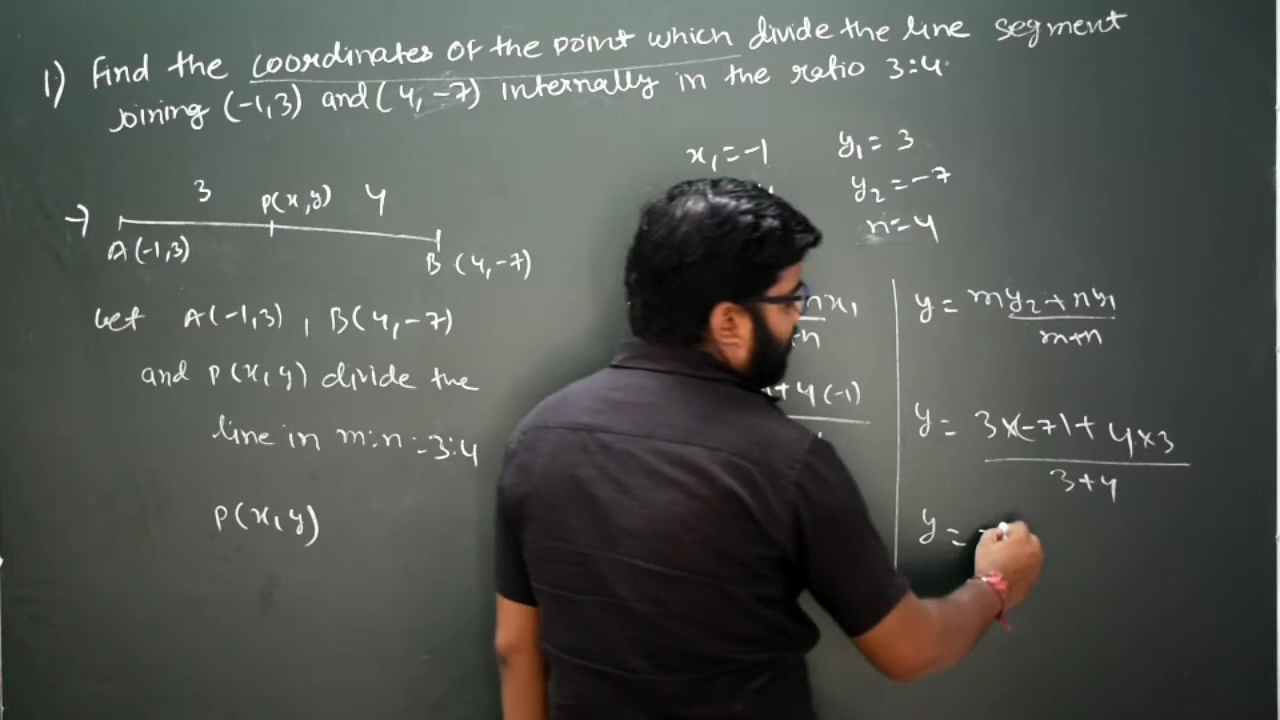 1) Find the coordinates of the point which divide the line segment
joining (-1,3) and (4,-7) internally in the ratio 3:4.
x₁=-1 y₁=3
y₂=-7
n=4
3 P(x,y) 4
→
A(-1,3) B (4,-7)
Let A(-1,3), B(4,-7)
and P(x,y) divide the
line in m:n=3:4
P(x,y)
nx₁
+n
+4(-1)
y= my₂+ny₁
m+n
y= 3×(-7)+4×3
3+4
y= -